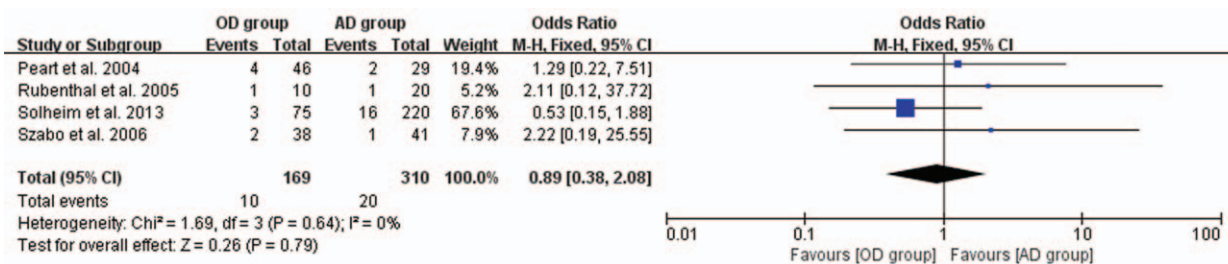 OD group AD group Odds Ratio Odds Ratio
Study or Subgroup Events Total Events Total Weight M-H, Fixed, 95% CI M-H, Fixed, 95% CI
Peart et al. 2004 4 46 2 29 19.4% 1.29 [0.22, 7.51]
Rubenthal et al. 2005 1 10 1 20 5.2% 2.11 [0.12, 37.72]
Solheim et al. 2013 3 75 16 220 67.6% 0.53 [0.15, 1.88]
Szabo et al. 2006 2 38 1 41 7.9% 2.22 [0.19, 25.55]
Total (95% CI) 169 310 100.0% 0.89 [0.38, 2.08]
Total events 10 20
Heterogeneity: Chi² = 1.69, df = 3 (P = 0.64); I² = 0%
Test for overall effect: Z = 0.26 (P = 0.79)
0.01 0.1 1 10 100
Favours [OD group] Favours [AD group]